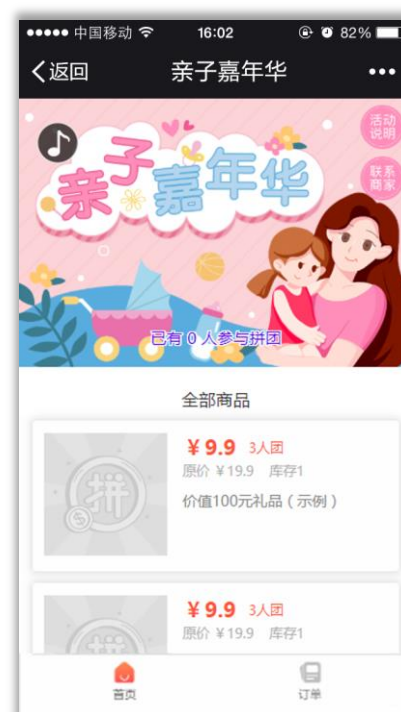 中国移动 16:02 82%
返回 亲子嘉年华
活动
说明
联系
商家
亲子嘉年华
已有 0 人参与拼团
全部商品
拼
¥9.9 3人团
原价 ¥19.9 库存1
价值100元礼品(示例)
拼
¥9.9 3人团
原价 ¥19.9 库存1
首页 订单